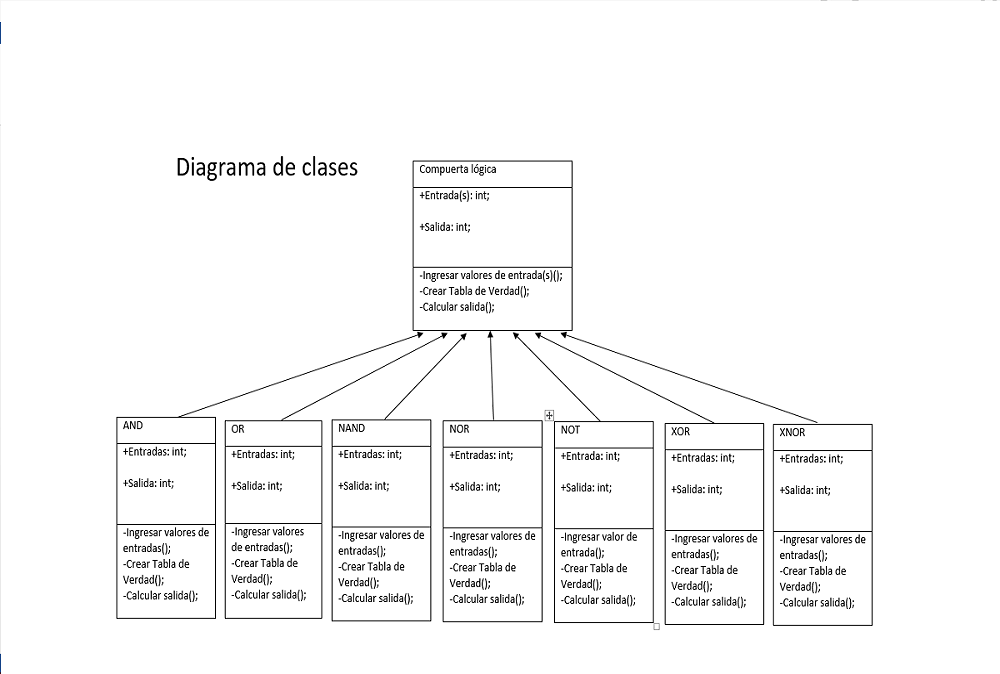 Diagrama de clases
Compuerta lógica
+Entrada(s): int;
+Salida: int;
-Ingresar valores de entrada(s)();
-Crear Tabla de Verdad();
-Calcular salida();
AND
+Entradas: int;
+Salida: int;
-Ingresar valores de
entradas();
-Crear Tabla de
Verdad();
-Calcular salida();
OR
+Entradas: int;
+Salida: int;
-Ingresar valores
de entradas();
-Crear Tabla de
Verdad();
-Calcular salida();
NAND
+Entradas: int;
+Salida: int;
-Ingresar valores de
entradas();
-Crear Tabla de
Verdad();
-Calcular salida();
NOR
+Entradas: int;
+Salida: int;
-Ingresar valores de
entradas();
-Crear Tabla de
Verdad();
-Calcular salida();
NOT
+Entrada: int;
+Salida: int;
-Ingresar valor de
entrada();
-Crear Tabla de
Verdad();
-Calcular salida();
XOR
+Entradas: int;
+Salida: int;
-Ingresar valores de
entradas();
-Crear Tabla de
Verdad();
-Calcular salida();
XNOR
+Entradas: int;
+Salida: int;
-Ingresar valores de
entradas();
-Crear Tabla de
Verdad();
-Calcular salida();